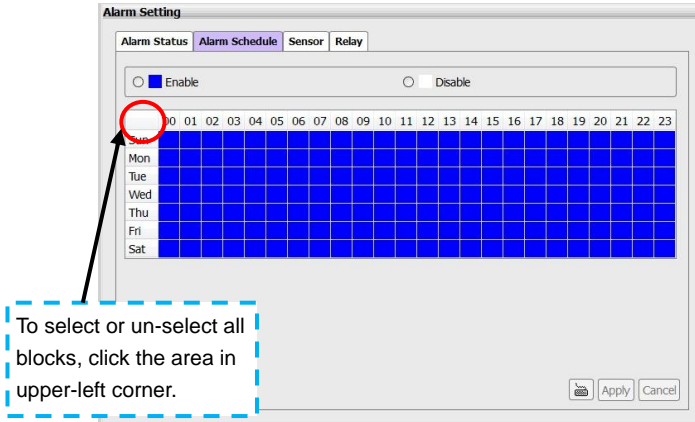 Alarm Setting
Alarm Status Alarm Schedule Sensor Relay
Enable Disable
00 01 02 03 04 05 06 07 08 09 10 11 12 13 14 15 16 17 18 19 20 21 22 23
Sun
Mon
Tue
Wed
Thu
Fri
Sat
To select or un-select all
blocks, click the area in
upper-left corner.
Apply Cancel